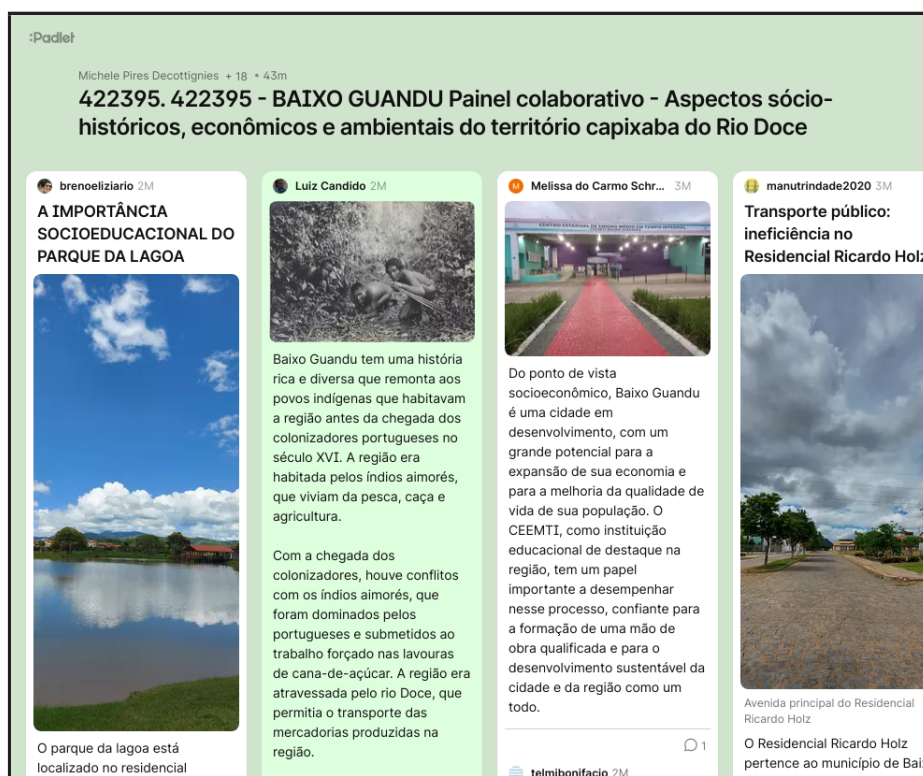 :Padlet
Michele Pires Decottignies + 18 • 43m
422395. 422395 - BAIXO GUANDU Painel colaborativo - Aspectos sócio-
históricos, econômicos e ambientais do território capixaba do Rio Doce
brenoeliziario 2M
A IMPORTÂNCIA
SOCIOEDUCACIONAL DO
PARQUE DA LAGOA
O parque da lagoa está
localizado no residencial
Luiz Candido 2M
Baixo Guandu tem uma história
rica e diversa que remonta aos
povos indígenas que habitavam
a região antes da chegada dos
colonizadores portugueses no
século XVI. A região era
habitada pelos índios aimorés,
que viviam da pesca, caça e
agricultura.
Com a chegada dos
colonizadores, houve conflitos
com os índios aimorés, que
foram dominados pelos
portugueses e submetidos ao
trabalho forçado nas lavouras
de cana-de-açúcar. A região era
atravessada pelo rio Doce, que
permitia o transporte das
mercadorias produzidas na
região.
M
Melissa do Carmo Schr... 3M
CENTRO ESTADUAL DE ENSINO MÉDIO EM TEMPO INTEGRAL
Do ponto de vista
socioeconômico, Baixo Guandu
é uma cidade em
desenvolvimento, com um
grande potencial para a
expansão de sua economia e
para a melhoria da qualidade de
vida de sua população. O
CEEMTI, como instituição
educacional de destaque na
região, tem um papel
importante a desempenhar
nesse processo, confiante para
a formação de uma mão de
obra qualificada e para o
desenvolvimento sustentável da
cidade e da região como um
todo.
1
telmibonifacio 2M
manutrindade2020 3M
Transporte público:
ineficiência no
Residencial Ricardo Holz
Avenida principal do Residencial
Ricardo Holz
O Residencial Ricardo Holz
pertence ao município de Bai